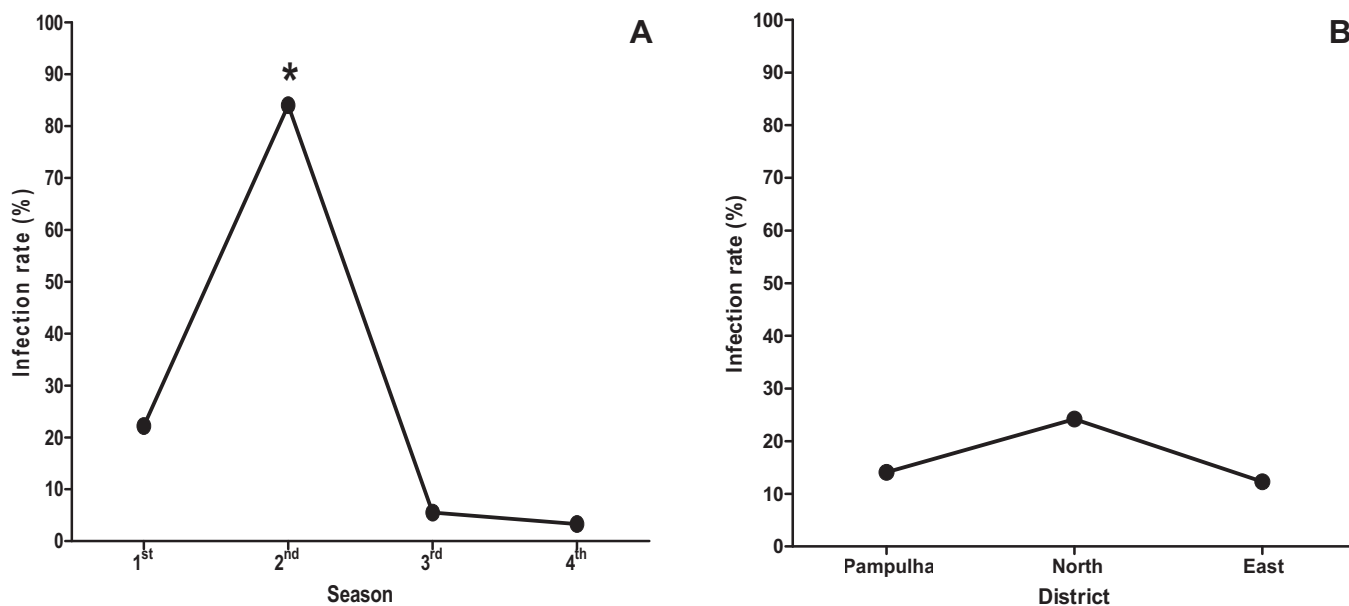 A
Infection rate (%)
100
90
80
70
60
50
40
30
20
10
0
*
1st
2nd
3rd
4th
Season
B
Infection rate (%)
100
90
80
70
60
50
40
30
20
10
0
Pampulha
North
East
District